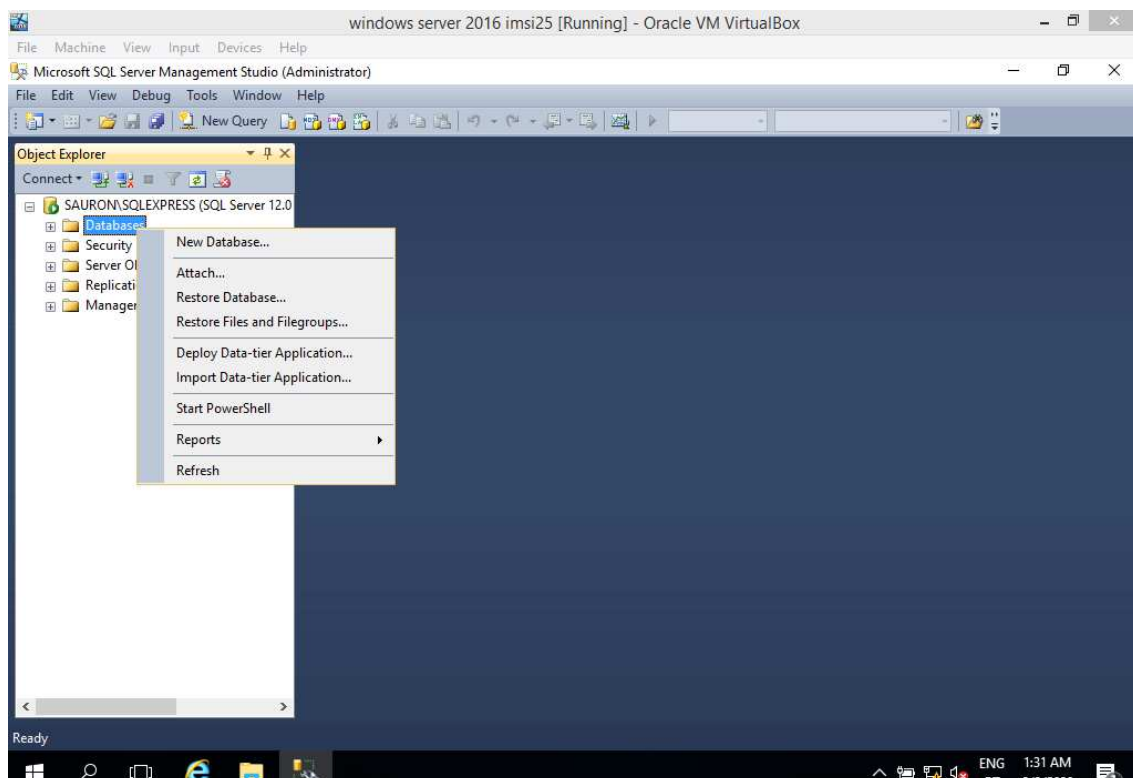 windows server 2016 imsi25 [Running] - Oracle VM VirtualBox
File Machine View Input Devices Help
Microsoft SQL Server Management Studio (Administrator)
File Edit View Debug Tools Window Help
New Query
Object Explorer
Connect
SAURON\SQLEXPRESS (SQL Server 12.0
Databases
Security
Server O
Replicati
Manager
New Database...
Attach...
Restore Database...
Restore Files and Filegroups...
Deploy Data-tier Application...
Import Data-tier Application...
Start PowerShell
Reports
Refresh
Ready
ENG 1:31 AM